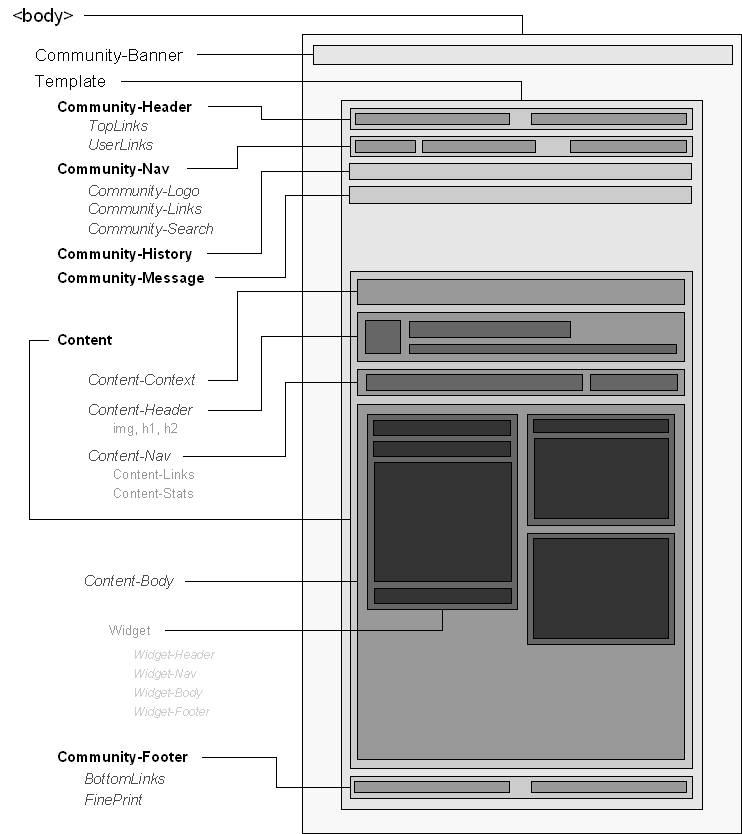 <body>
Community-Banner
Template
Community-Header
TopLinks
UserLinks
Community-Nav
Community-Logo
Community-Links
Community-Search
Community-History
Community-Message
Content
Content-Context
Content-Header
img, h1, h2
Content-Nav
Content-Links
Content-Stats
Content-Body
Widget
Widget-Header
Widget-Nav
Widget-Body
Widget-Footer
Community-Footer
BottomLinks
FinePrint